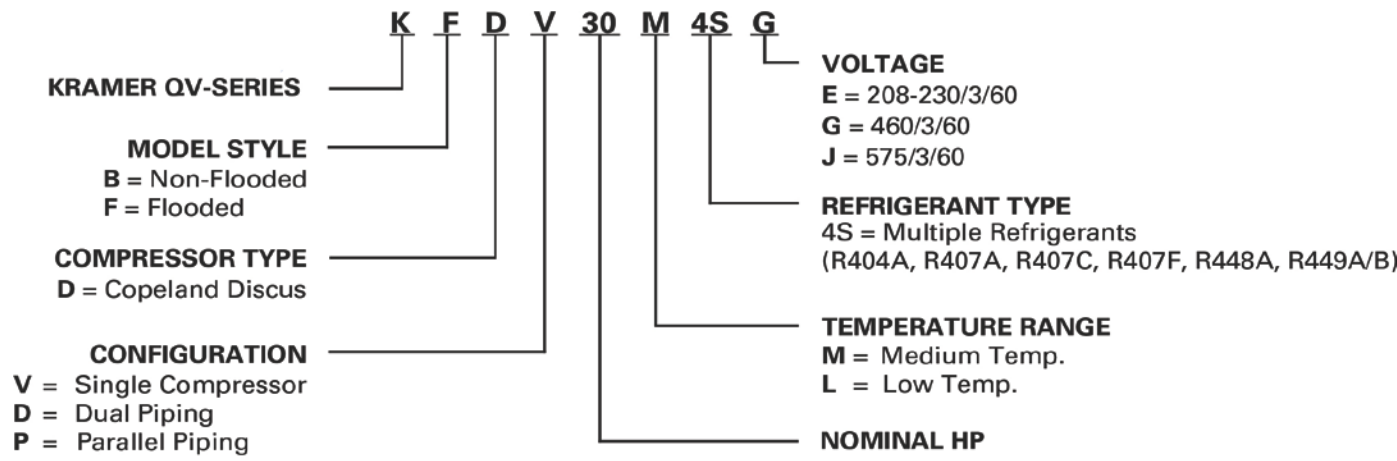 K F D V 30 M 4S G
KRAMER QV-SERIES
MODEL STYLE
B = Non-Flooded
F = Flooded
COMPRESSOR TYPE
D = Copeland Discus
CONFIGURATION
V = Single Compressor
D = Dual Piping
P = Parallel Piping
VOLTAGE
E = 208-230/3/60
G = 460/3/60
J = 575/3/60
REFRIGERANT TYPE
4S = Multiple Refrigerants
(R404A, R407A, R407C, R407F, R448A, R449A/B)
TEMPERATURE RANGE
M = Medium Temp.
L = Low Temp.
NOMINAL HP